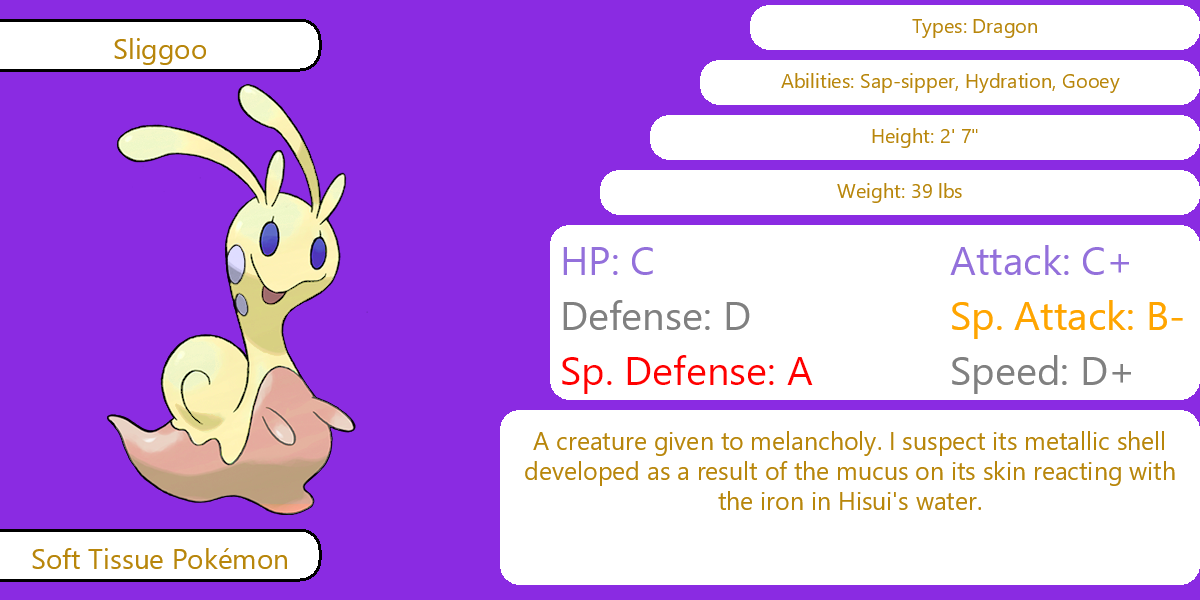 Sliggoo
Types: Dragon
Abilities: Sap-sipper, Hydration, Gooey
Height: 2' 7"
Weight: 39 lbs
HP: C
Attack: C+
Defense: D
Sp. Attack: B-
Sp. Defense: A
Speed: D+
A creature given to melancholy. I suspect its metallic shell
developed as a result of the mucus on its skin reacting with
the iron in Hisui's water.
Soft Tissue Pokémon